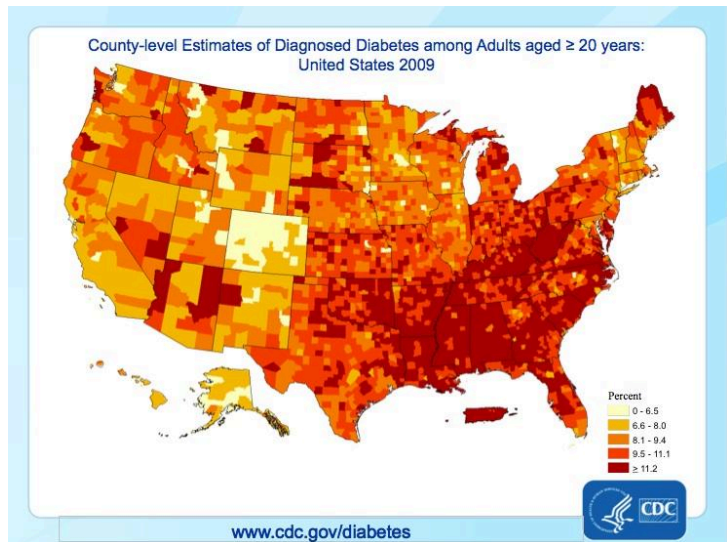 County-level Estimates of Diagnosed Diabetes among Adults aged ≥ 20 years:
United States 2009
Percent
0 - 6.5
6.6 - 8.0
8.1 - 9.4
9.5 - 11.1
≥ 11.2
CDC
www.cdc.gov/diabetes